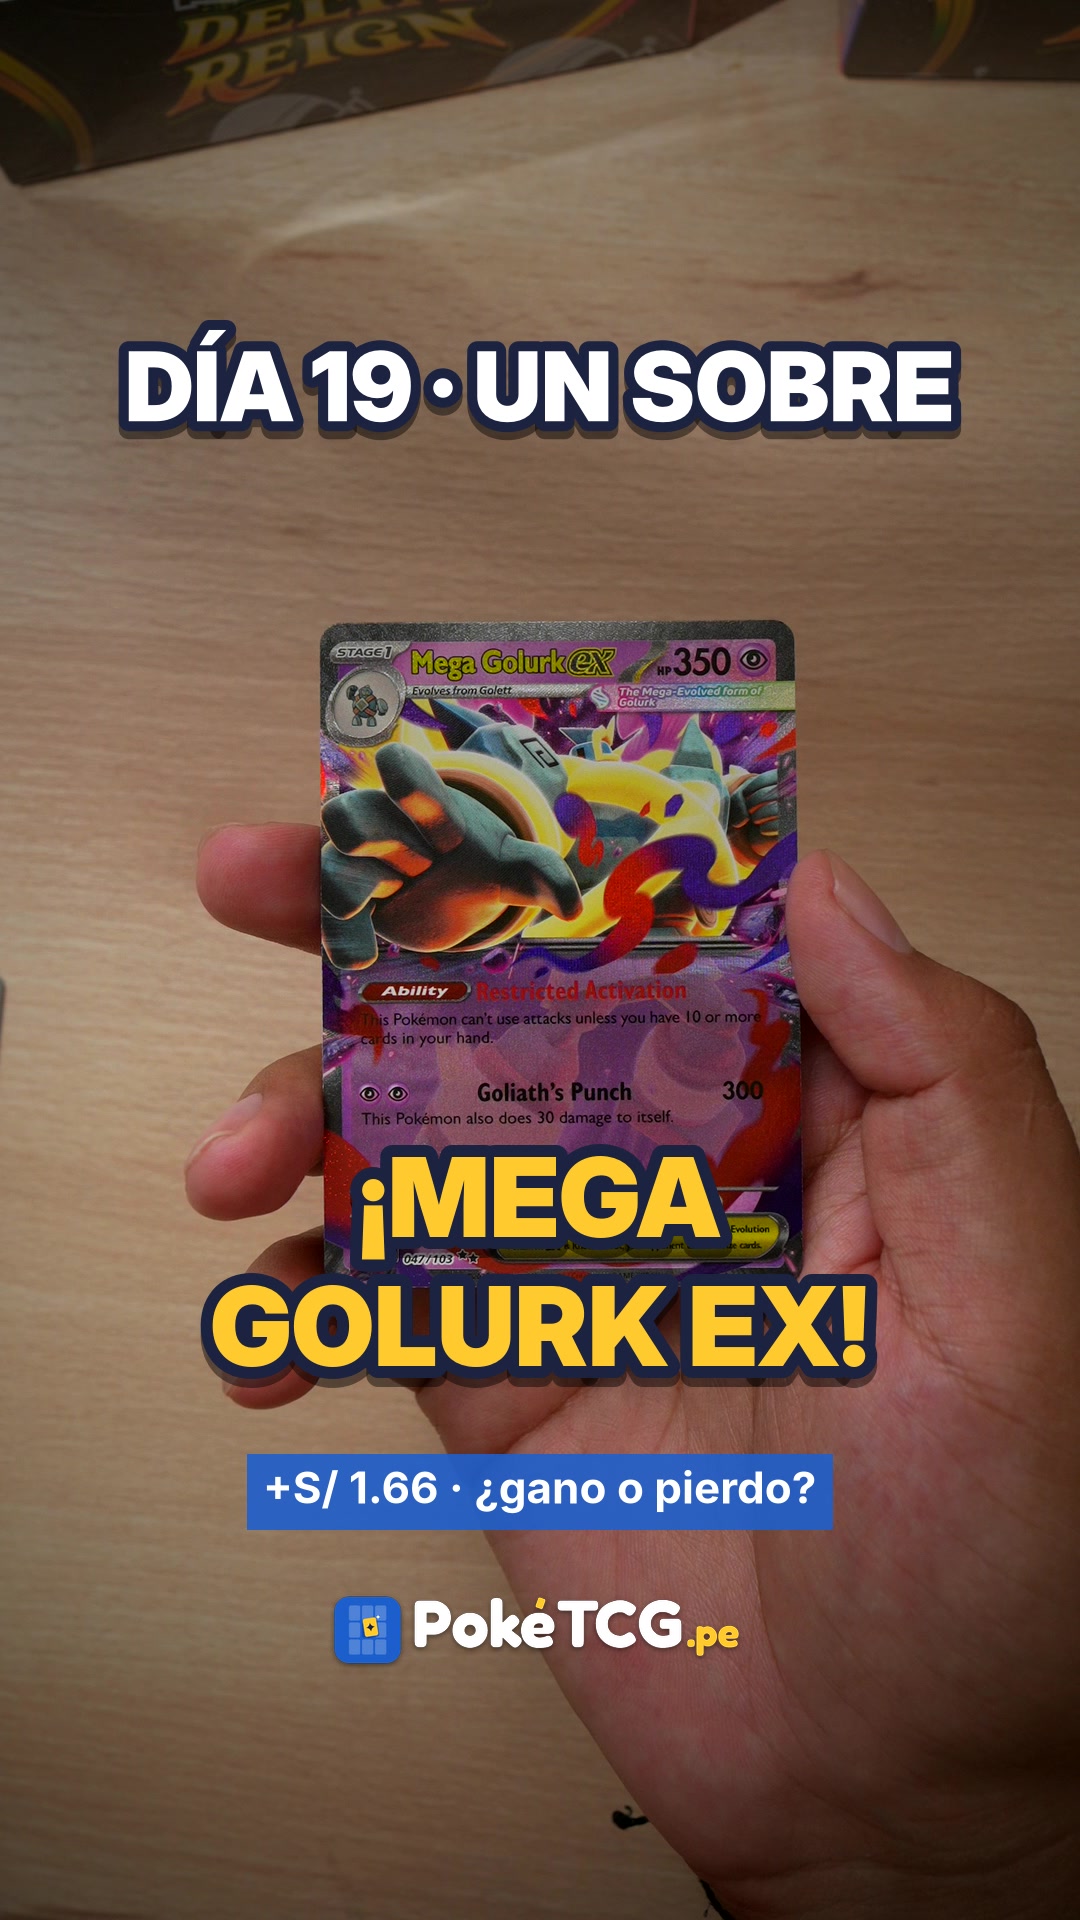 DELTA
REIGN
DÍA 19 · UN SOBRE
STAGE 1
Mega Golurk ex
HP 350
Evolves from Golett
The Mega-Evolved form of
Golurk
Ability Restricted Activation
This Pokémon can't use attacks unless you have 10 or more
cards in your hand.
Goliath's Punch 300
This Pokémon also does 30 damage to itself.
¡MEGA
Evolution
cards.
047/103
GOLURK EX!
+S/ 1.66 · ¿gano o pierdo?
PokéTCG.pe